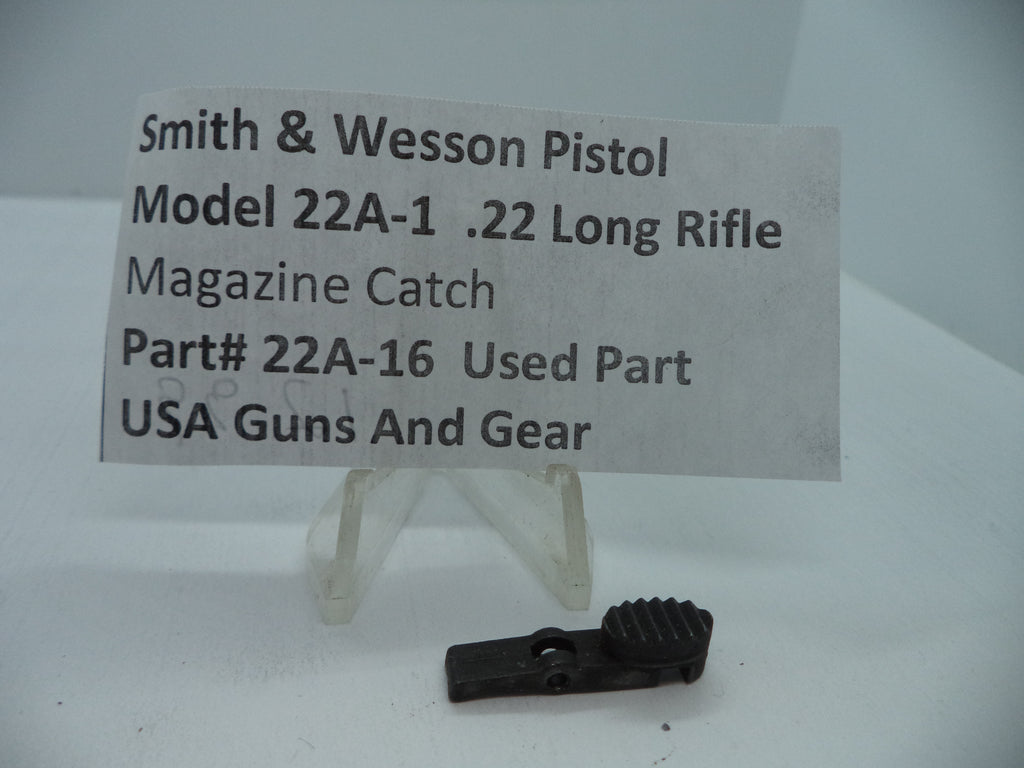 Smith & Wesson Pistol
Model 22A-1 .22 Long Rifle
Magazine Catch
Part# 22A-16 Used Part
USA Guns And Gear